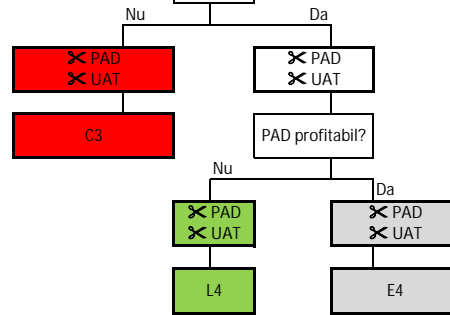 Nu
Da
✂ PAD
✂ UAT
✂ PAD
✂ UAT
C3
PAD profitabil?
Nu
Da
✂ PAD
✂ UAT
✂ PAD
✂ UAT
L4
E4